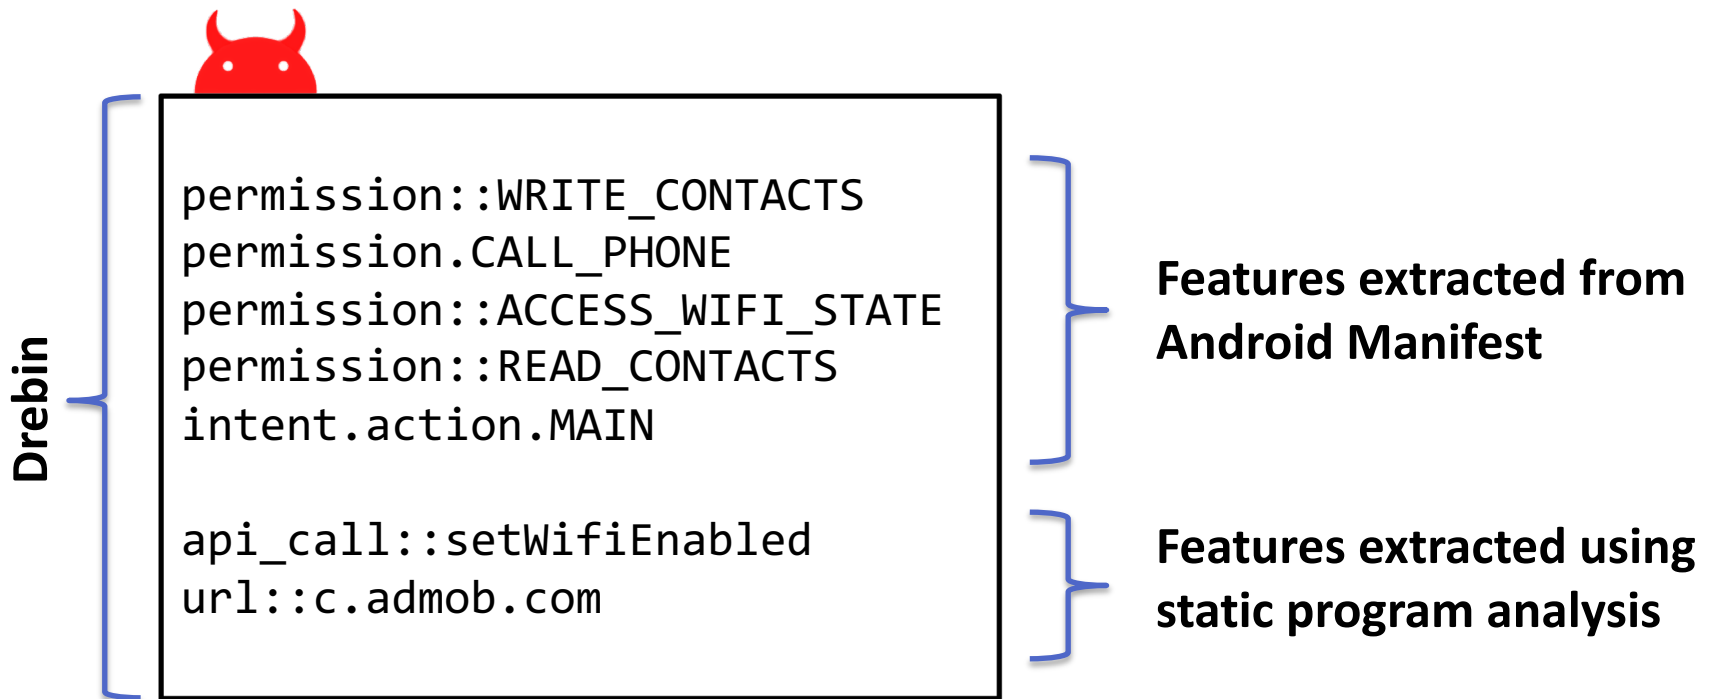 Drebin
permission::WRITE_CONTACTS
permission.CALL_PHONE
permission::ACCESS_WIFI_STATE
permission::READ_CONTACTS
intent.action.MAIN
api_call::setWifiEnabled
url::c.admob.com
Features extracted from
Android Manifest
Features extracted using
static program analysis